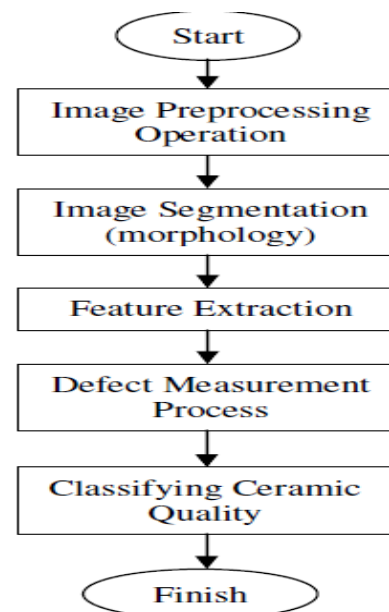 Start
Image Preprocessing
Operation
Image Segmentation
(morphology)
Feature Extraction
Defect Measurement
Process
Classifying Ceramic
Quality
Finish